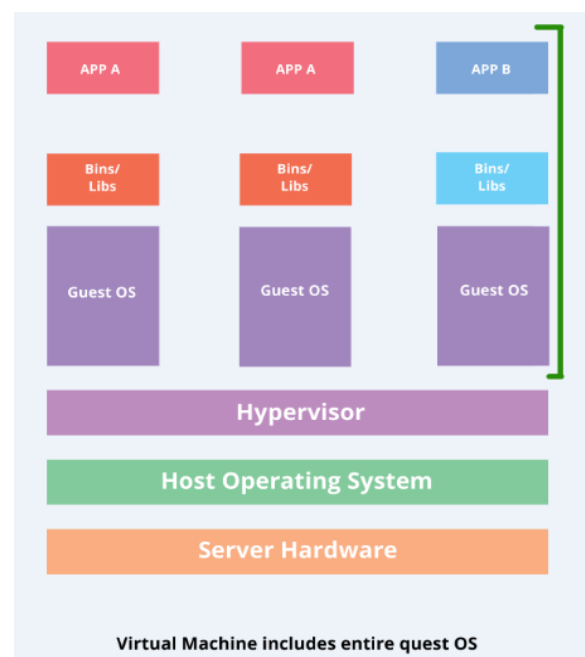 APP A
APP A
APP B
Bins/
Libs
Bins/
Libs
Bins/
Libs
Guest OS
Guest OS
Guest OS
Hypervisor
Host Operating System
Server Hardware
Virtual Machine includes entire quest OS